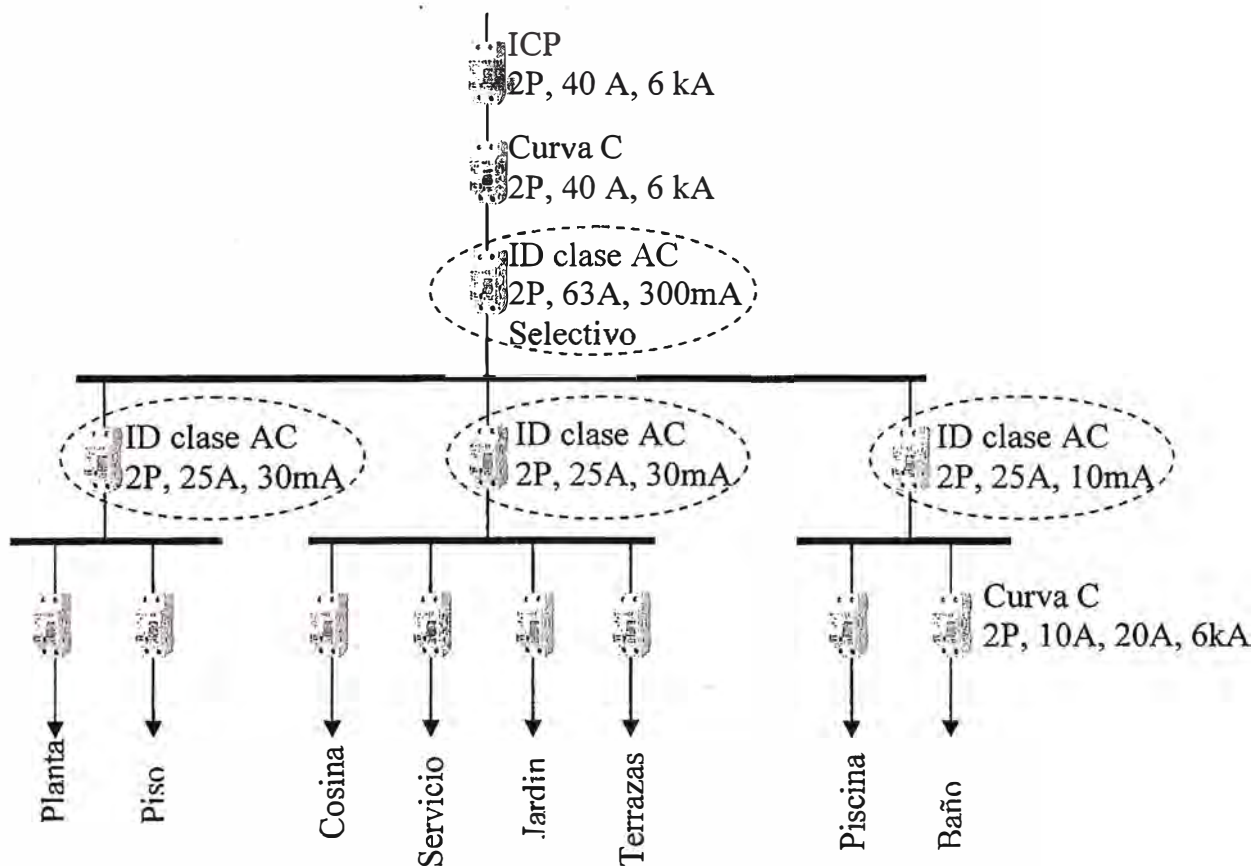 ICP
2P, 40 A, 6 kA
Curva C
2P, 40 A, 6 kA
ID clase AC
2P, 63A, 300mA
Selectivo
ID clase AC
2P, 25A, 30mA
ID clase AC
2P, 25A, 30mA
ID clase AC
2P, 25A, 10mA
Curva C
2P, 10A, 20A, 6kA
Planta
Piso
Cosina
Servicio
Jardin
Terrazas
Piscina
Baño